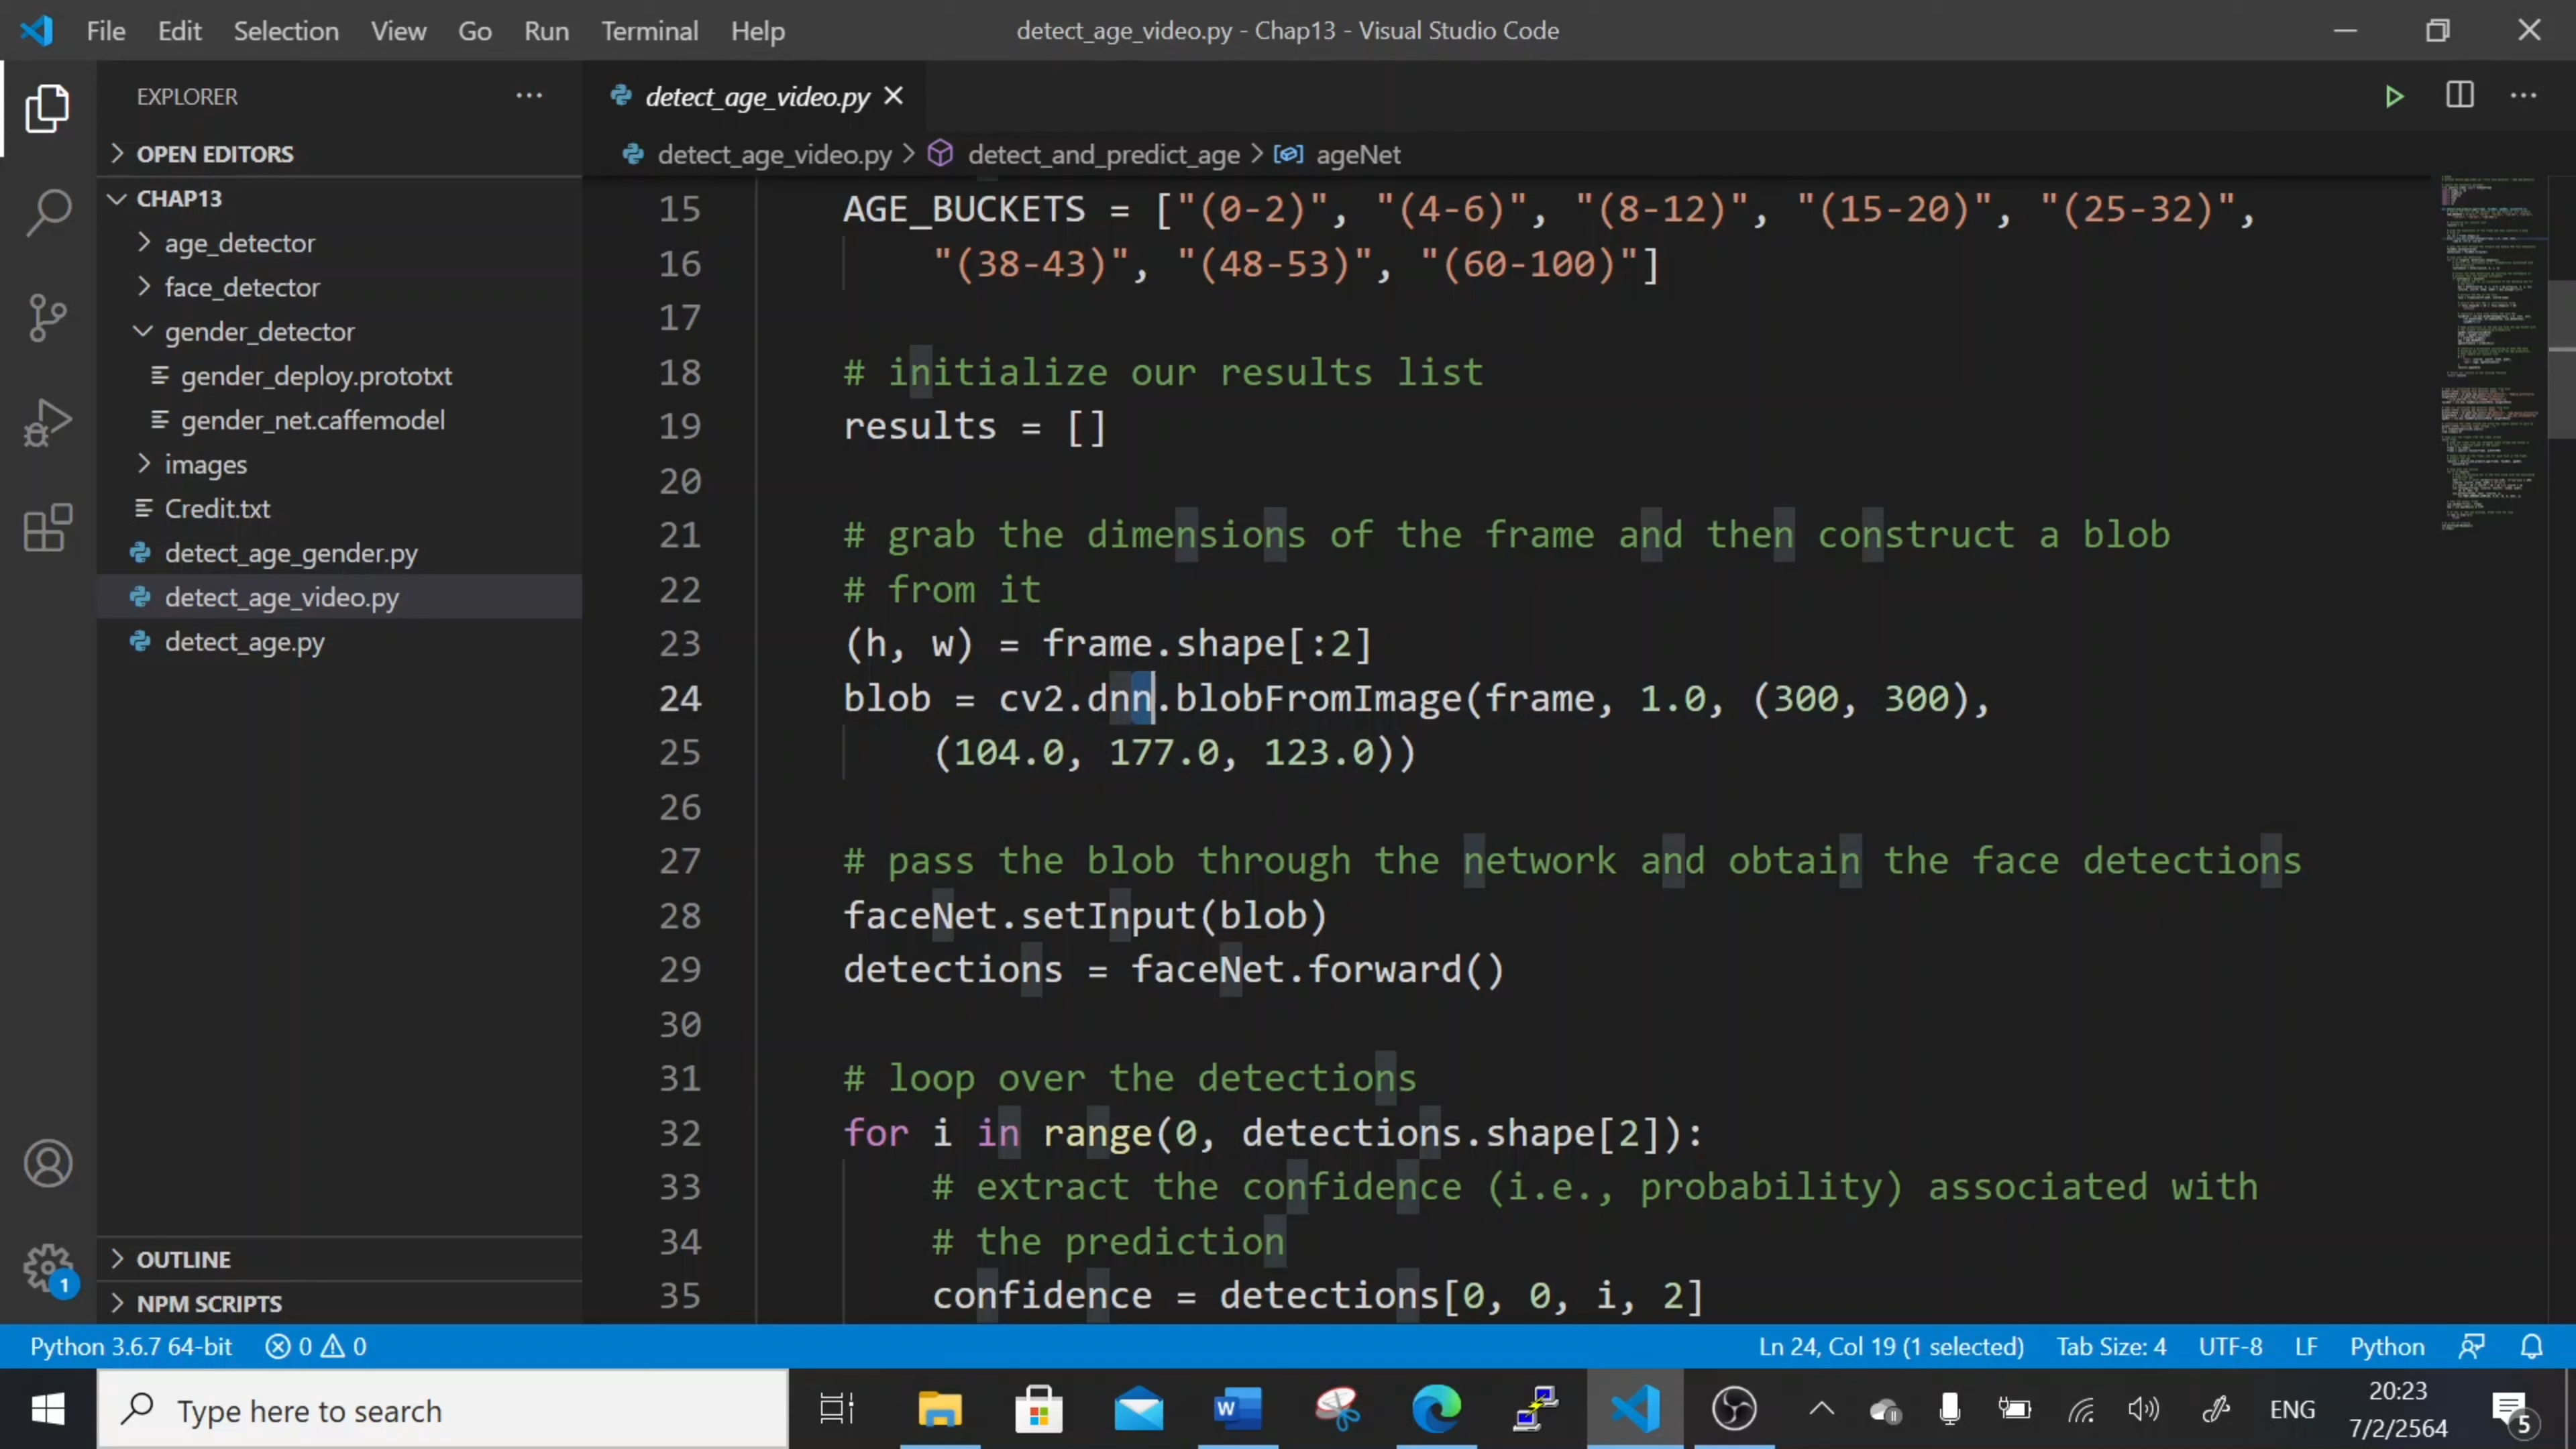 File Edit Selection View Go Run Terminal Help
detect_age_video.py - Chap13 - Visual Studio Code
EXPLORER
OPEN EDITORS
CHAP13
age_detector
face_detector
gender_detector
gender_deploy.prototxt
gender_net.caffemodel
images
Credit.txt
detect_age_gender.py
detect_age_video.py
detect_age.py
OUTLINE
NPM SCRIPTS
detect_age_video.py
detect_age_video.py > detect_and_predict_age > ageNet
15 AGE_BUCKETS = ["(0-2)", "(4-6)", "(8-12)", "(15-20)", "(25-32)",
16 "(38-43)", "(48-53)", "(60-100)"]
17
18 # initialize our results list
19 results = []
20
21 # grab the dimensions of the frame and then construct a blob
22 # from it
23 (h, w) = frame.shape[:2]
24 blob = cv2.dnn.blobFromImage(frame, 1.0, (300, 300),
25 (104.0, 177.0, 123.0))
26
27 # pass the blob through the network and obtain the face detections
28 faceNet.setInput(blob)
29 detections = faceNet.forward()
30
31 # loop over the detections
32 for i in range(0, detections.shape[2]):
33 # extract the confidence (i.e., probability) associated with
34 # the prediction
35 confidence = detections[0, 0, i, 2]
1
Python 3.6.7 64-bit 0 0 Ln 24, Col 19 (1 selected) Tab Size: 4 UTF-8 LF Python
Type here to search
W
ENG
20:23
7/2/2564
5